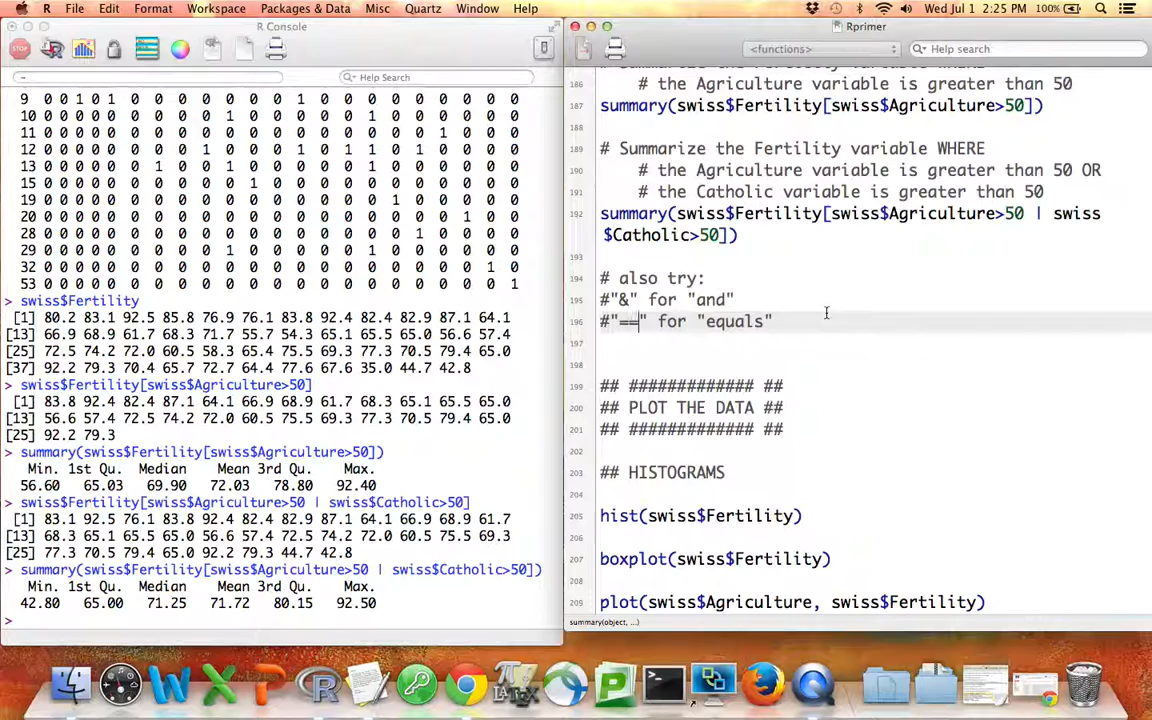 R File Edit Format Workspace Packages & Data Misc Quartz Window Help
Wed Jul 1 2:25 PM 100%
R Console
Help Search
9 0 0 1 0 1 0 0 0 0 0 0 0 1 0 0 0 0 0 0 0 0 0
10 0 0 0 0 0 0 0 0 0 1 0 0 0 0 0 1 0 0 0 0 0 0
11 0 0 0 0 0 0 0 0 0 0 0 0 0 0 0 0 0 0 1 0 0 0
12 0 0 0 0 0 0 0 0 1 0 0 0 1 0 1 1 0 1 0 0 0 0
13 0 0 0 0 0 0 1 0 0 1 0 0 0 0 0 1 0 0 0 0 0 0
15 0 0 0 0 0 0 0 0 0 0 1 0 0 0 0 0 0 0 0 0 0 0
19 0 0 0 0 0 0 0 0 0 0 0 0 0 0 0 0 1 0 0 0 0 0
20 0 0 0 0 0 0 0 0 0 0 0 0 0 0 0 0 0 0 0 1 0 0
28 0 0 0 0 0 0 0 0 0 0 0 0 0 0 0 0 0 1 0 0 0 0
29 0 0 0 0 0 0 0 0 0 1 0 0 0 0 0 1 0 0 0 0 0 0
32 0 0 0 0 0 0 0 0 0 0 0 0 0 0 0 0 0 0 0 0 1 0
53 0 0 0 0 0 0 0 0 0 0 0 0 0 0 0 0 0 0 0 0 0 1
> swiss$Fertility
[1] 80.2 83.1 92.5 85.8 76.9 76.1 83.8 92.4 82.4 82.9 87.1 64.1
[13] 66.9 68.9 61.7 68.3 71.7 55.7 54.3 65.1 65.5 65.0 56.6 57.4
[25] 72.5 74.2 72.0 60.5 58.3 65.4 75.5 69.3 77.3 70.5 79.4 65.0
[37] 92.2 79.3 70.4 65.7 72.7 64.4 77.6 67.6 35.0 44.7 42.8
> swiss$Fertility[swiss$Agriculture>50]
[1] 83.8 92.4 82.4 87.1 64.1 66.9 68.9 61.7 68.3 65.1 65.5 65.0
[13] 56.6 57.4 72.5 74.2 72.0 60.5 75.5 69.3 77.3 70.5 79.4 65.0
[25] 92.2 79.3
> summary(swiss$Fertility[swiss$Agriculture>50])
Min. 1st Qu. Median Mean 3rd Qu. Max.
56.60 65.03 69.90 72.03 78.80 92.40
> swiss$Fertility[swiss$Agriculture>50 | swiss$Catholic>50]
[1] 83.1 92.5 76.1 83.8 92.4 82.4 82.9 87.1 64.1 66.9 68.9 61.7
[13] 68.3 65.1 65.5 65.0 56.6 57.4 72.5 74.2 72.0 60.5 75.5 69.3
[25] 77.3 70.5 79.4 65.0 92.2 79.3 44.7 42.8
> summary(swiss$Fertility[swiss$Agriculture>50 | swiss$Catholic>50])
Min. 1st Qu. Median Mean 3rd Qu. Max.
42.80 65.00 71.25 71.72 80.15 92.50
>
Rprimer
<functions>
Help search
186 # the Agriculture variable is greater than 50
187 summary(swiss$Fertility[swiss$Agriculture>50])
188
189 # Summarize the Fertility variable WHERE
190 # the Agriculture variable is greater than 50 OR
191 # the Catholic variable is greater than 50
192 summary(swiss$Fertility[swiss$Agriculture>50 | swiss
$Catholic>50])
193
194 # also try:
195 #"&" for "and"
196 #"==" for "equals"
197
198
199 ## ############# ##
200 ## PLOT THE DATA ##
201 ## ############# ##
202
203 ## HISTOGRAMS
204
205 hist(swiss$Fertility)
206
207 boxplot(swiss$Fertility)
208
209 plot(swiss$Agriculture, swiss$Fertility)
summary(object, ...)